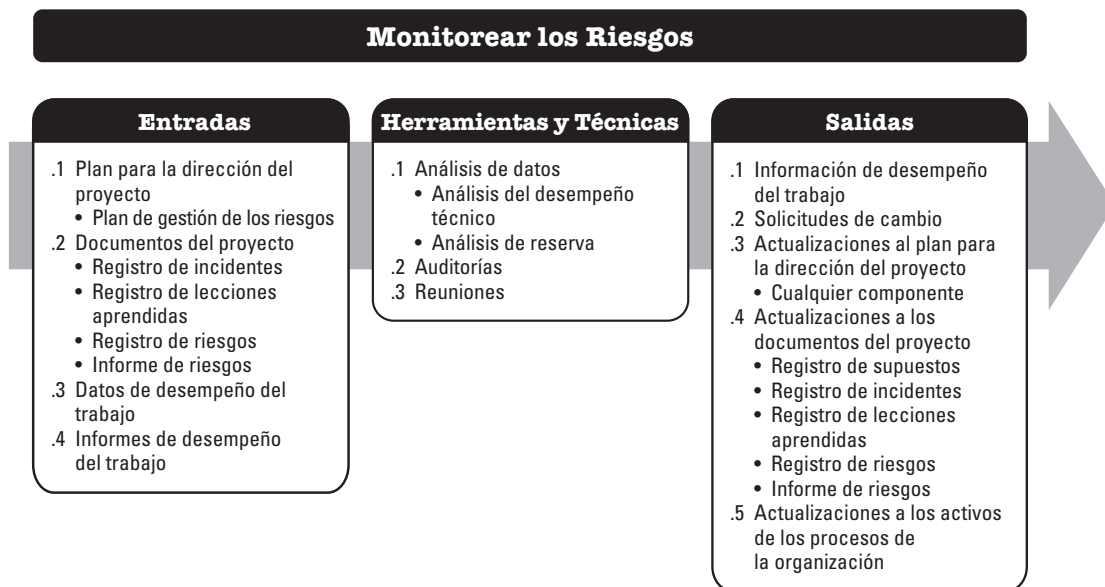 Monitorear los Riesgos
Entradas
.1 Plan para la dirección del
proyecto
• Plan de gestión de los riesgos
.2 Documentos del proyecto
• Registro de incidentes
• Registro de lecciones
aprendidas
• Registro de riesgos
• Informe de riesgos
.3 Datos de desempeño del
trabajo
.4 Informes de desempeño
del trabajo
Herramientas y Técnicas
.1 Análisis de datos
• Análisis del desempeño
técnico
• Análisis de reserva
.2 Auditorías
.3 Reuniones
Salidas
.1 Información de desempeño
del trabajo
.2 Solicitudes de cambio
.3 Actualizaciones al plan para
la dirección del proyecto
• Cualquier componente
.4 Actualizaciones a los
documentos del proyecto
• Registro de supuestos
• Registro de incidentes
• Registro de lecciones
aprendidas
• Registro de riesgos
• Informe de riesgos
.5 Actualizaciones a los activos
de los procesos de
la organización